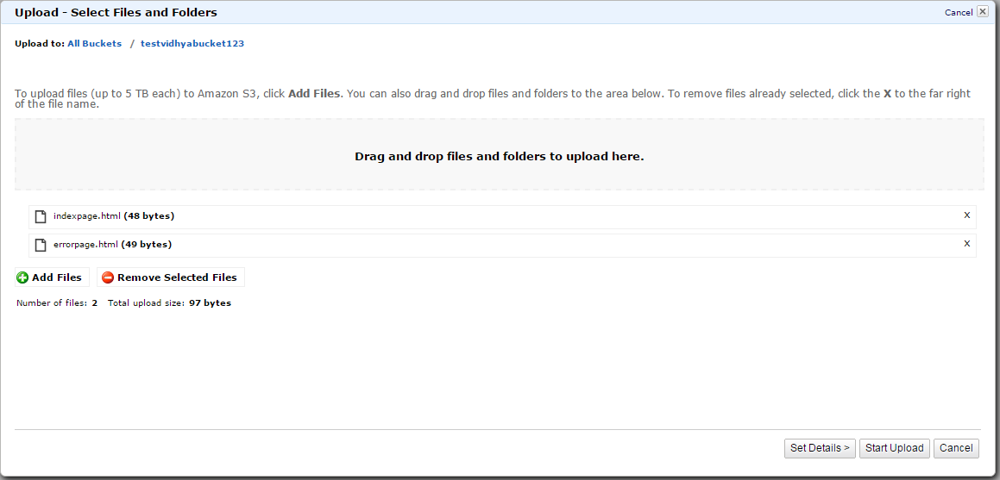 Upload - Select Files and Folders
Cancel X
Upload to: All Buckets / testvidhyabucket123
To upload files (up to 5 TB each) to Amazon S3, click Add Files. You can also drag and drop files and folders to the area below. To remove files already selected, click the X to the far right
of the file name.
Drag and drop files and folders to upload here.
indexpage.html (48 bytes) X
errorpage.html (49 bytes) X
Add Files Remove Selected Files
Number of files: 2 Total upload size: 97 bytes
Set Details > Start Upload Cancel